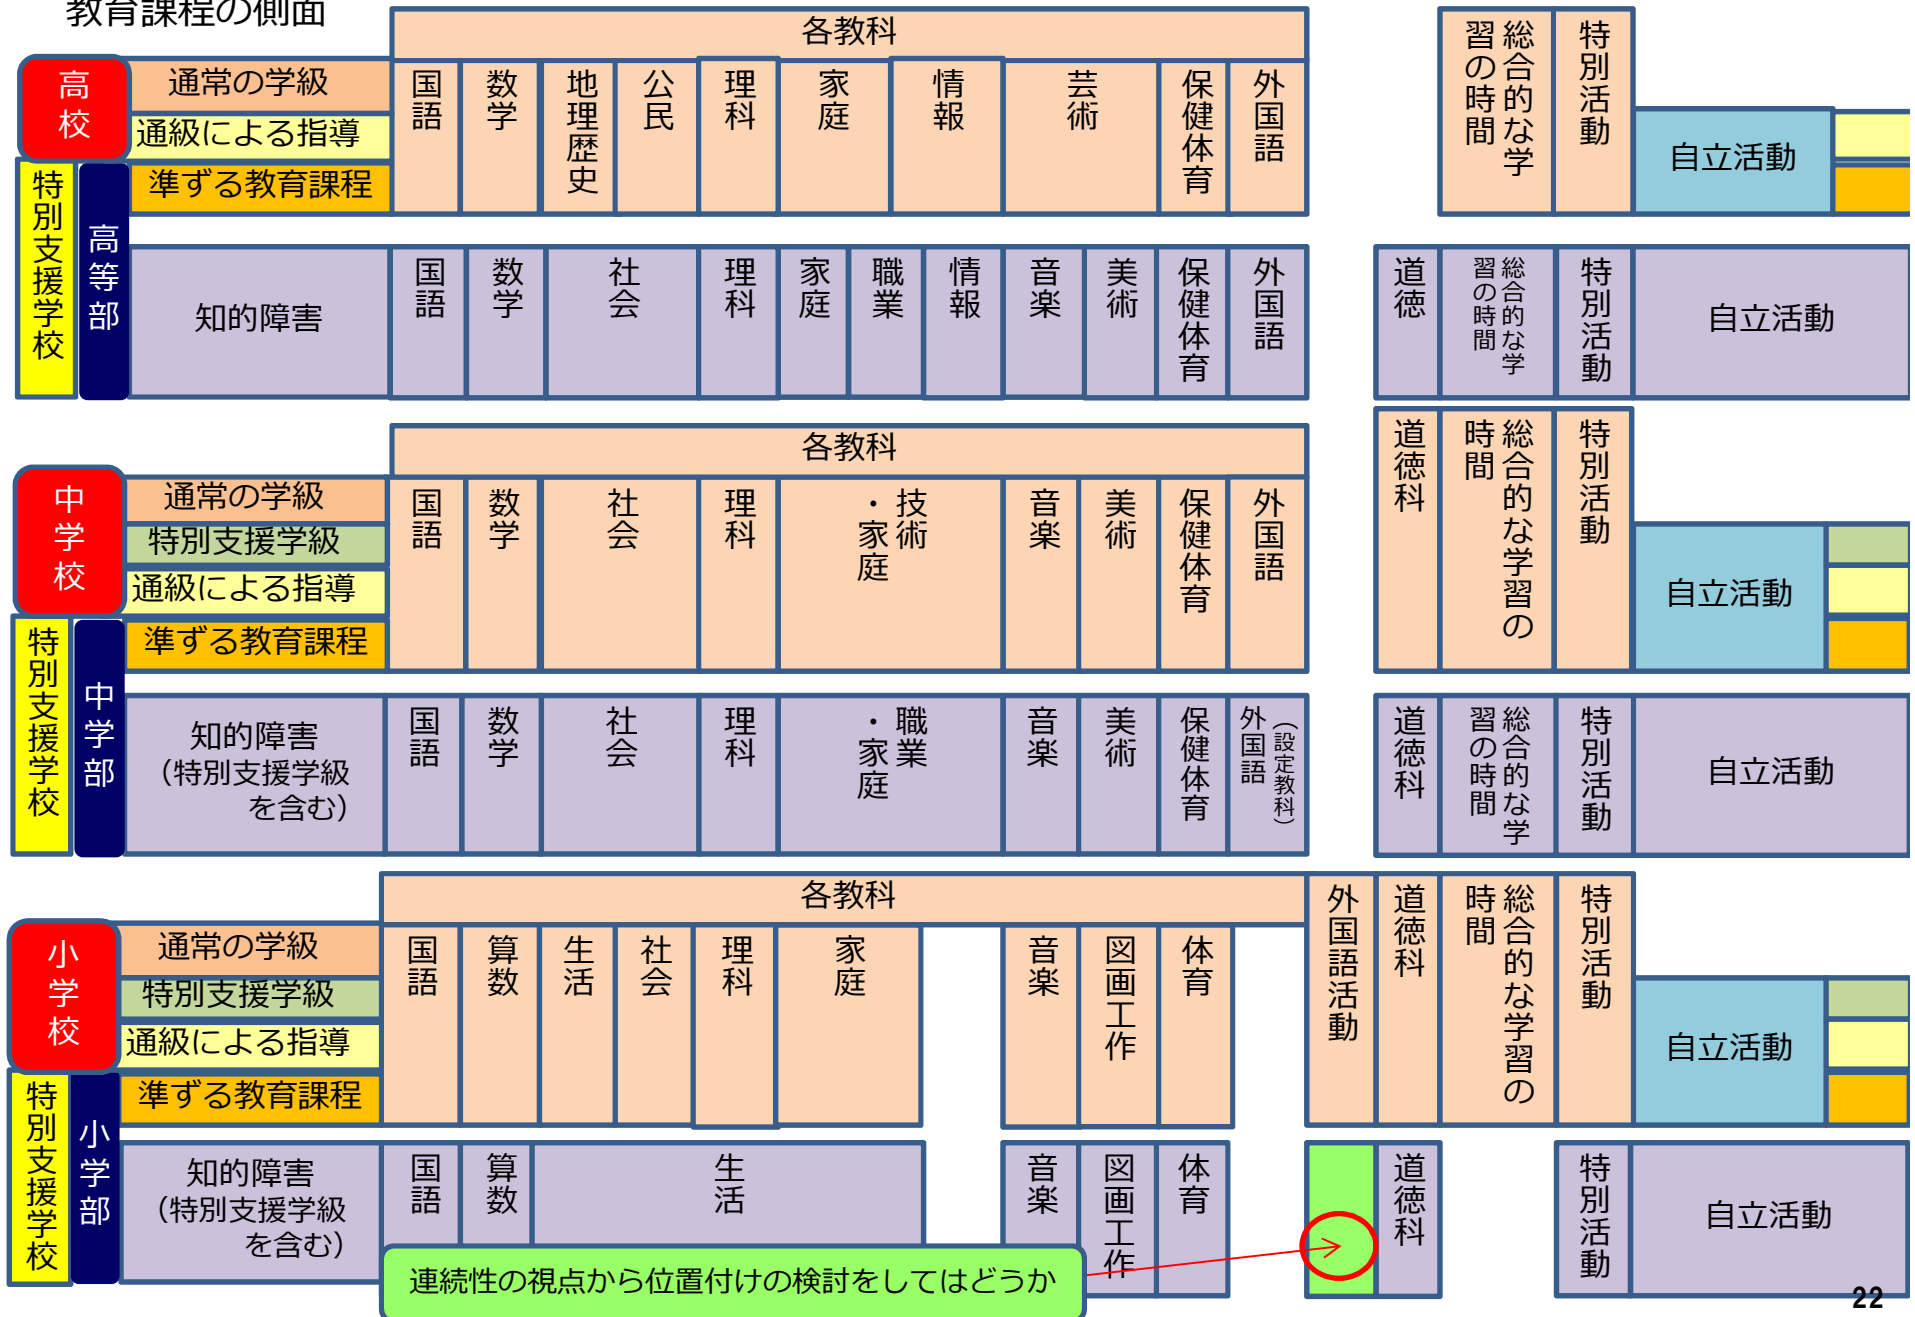 教育課程の側面
各教科
総合的な学習の時間
特別活動
高校
通常の学級
国語
数学
地理歴史
公民
理科
家庭
情報
芸術
保健体育
外国語
通級による指導
自立活動
準ずる教育課程
特別支援学校
高等部
知的障害
国語
数学
社会
理科
家庭
職業
情報
音楽
美術
保健体育
外国語
道徳
総合的な学習の時間
特別活動
自立活動
各教科
道徳科
総合的な学習の時間
特別活動
中学校
通常の学級
国語
数学
社会
理科
技術・家庭
音楽
美術
保健体育
外国語
特別支援学級
通級による指導
自立活動
準ずる教育課程
特別支援学校
中学部
知的障害
（特別支援学級
を含む）
国語
数学
社会
理科
職業・家庭
音楽
美術
保健体育
外国語
（設定教科）
道徳科
総合的な学習の時間
特別活動
自立活動
各教科
外国語活動
道徳科
総合的な学習の時間
特別活動
小学校
通常の学級
国語
算数
生活
社会
理科
家庭
音楽
図画工作
体育
特別支援学級
通級による指導
自立活動
準ずる教育課程
特別支援学校
小学部
知的障害
（特別支援学級
を含む）
国語
算数
生活
音楽
図画工作
体育
道徳科
特別活動
自立活動
連続性の視点から位置付けの検討をしてはどうか
22